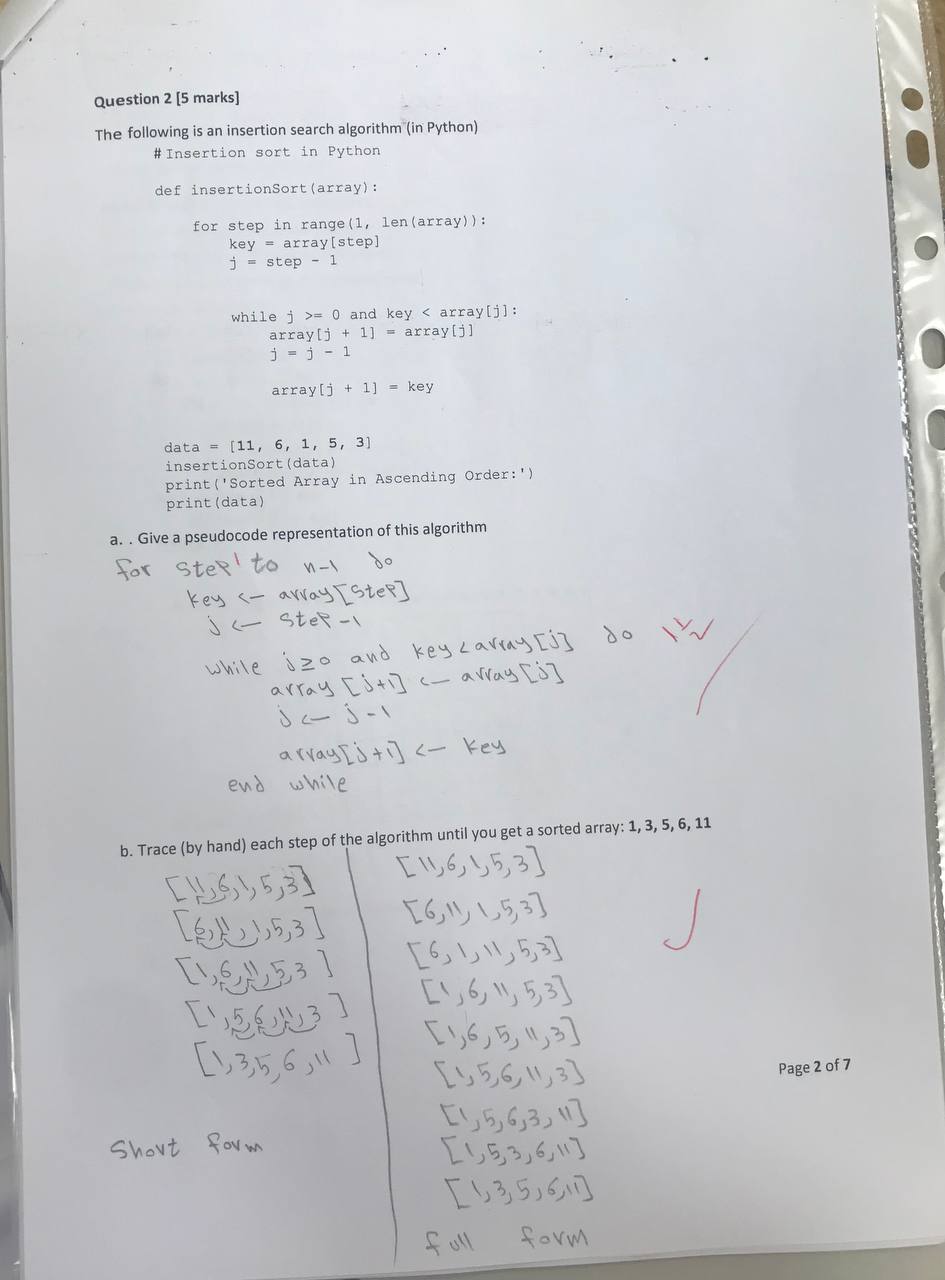 Question 2 [5 marks]
The following is an insertion search algorithm (in Python)
# Insertion sort in Python
def insertionSort(array):
for step in range(1, len(array)):
key = array[step]
j = step - 1
while j >= 0 and key < array[j]:
array[j + 1] = array[j]
j = j - 1
array[j + 1] = key
data = [11, 6, 1, 5, 3]
insertionSort(data)
print('Sorted Array in Ascending Order:')
print(data)
a. . Give a pseudocode representation of this algorithm
for step 1 to n-1 do
key <- array[step]
j <- step-1
while j≥0 and key<array[j] do
array [j+1] <- array[j]
j <- j-1
array[j+1] <- key
end while
b. Trace (by hand) each step of the algorithm until you get a sorted array: 1, 3, 5, 6, 11
[11,6,1,5,3]
[6,11,1,5,3]
[1,6,11,5,3]
[1,5,6,11,3]
[1,3,5,6,11]
Short form
[11,6,1,5,3]
[6,11,1,5,3]
[6,1,11,5,3]
[1,6,11,5,3]
[1,6,5,11,3]
[1,5,6,11,3]
[1,5,6,3,11]
[1,5,3,6,11]
[1,3,5,6,11]
full form
Page 2 of 7